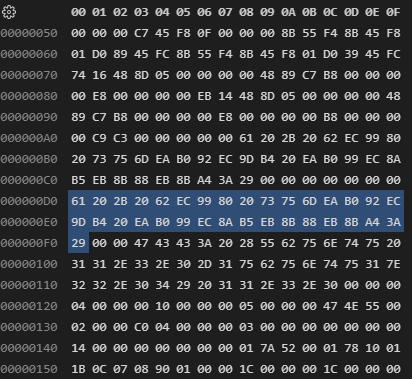 00 01 02 03 04 05 06 07 08 09 0A 0B 0C 0D 0E 0F
00000050 00 00 00 C7 45 F8 0F 00 00 00 8B 55 F4 8B 45 F8
00000060 01 D0 89 45 FC 8B 55 F4 8B 45 F8 01 D0 39 45 FC
00000070 74 16 48 8D 05 00 00 00 00 48 89 C7 B8 00 00 00
00000080 00 E8 00 00 00 00 EB 14 48 8D 05 00 00 00 00 48
00000090 89 C7 B8 00 00 00 00 E8 00 00 00 00 B8 00 00 00
000000A0 00 C9 C3 00 00 00 00 00 61 20 2B 20 62 EC 99 80
000000B0 20 73 75 6D EA B0 92 EC 9D B4 20 EA B0 99 EC 8A
000000C0 B5 EB 8B 88 EB 8B A4 3A 29 00 00 00 00 00 00 00
000000D0 61 20 2B 20 62 EC 99 80 20 73 75 6D EA B0 92 EC
000000E0 9D B4 20 EA B0 99 EC 8A B5 EB 8B 88 EB 8B A4 3A
000000F0 29 00 00 47 43 43 3A 20 28 55 62 75 6E 74 75 20
00000100 31 31 2E 33 2E 30 2D 31 75 62 75 6E 74 75 31 7E
00000110 32 32 2E 30 34 29 20 31 31 2E 33 2E 30 00 00 00
00000120 04 00 00 00 10 00 00 00 05 00 00 00 47 4E 55 00
00000130 02 00 00 C0 04 00 00 00 03 00 00 00 00 00 00 00
00000140 14 00 00 00 00 00 00 00 01 7A 52 00 01 78 10 01
00000150 1B 0C 07 08 90 01 00 00 1C 00 00 00 1C 00 00 00